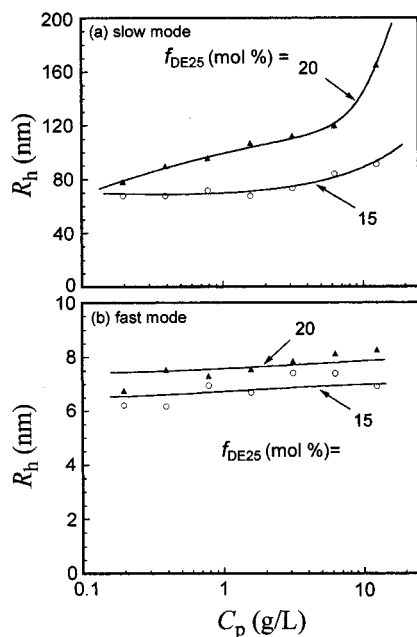 200
(a) slow mode
f_DE25 (mol %) =
20
160
120
R_h (nm)
80
15
40
0
10
(b) fast mode
20
8
6
15
R_h (nm)
f_DE25 (mol %)=
4
2
0
0.1
1
10
C_p (g/L)